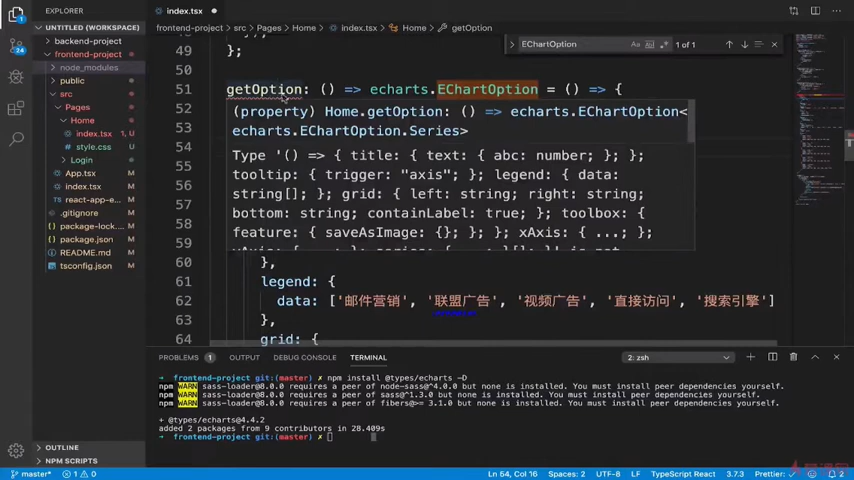 EXPLORER
UNTITLED (WORKSPACE)
backend-project
frontend-project
node_modules
public
src
Pages
Home
index.tsx 1, U
style.css U
Login
App.tsx
index.tsx
react-app-e...
.gitignore
package-lock...
package.json
README.md
tsconfig.json
OUTLINE
NPM SCRIPTS
index.tsx
frontend-project > src > Pages > Home > index.tsx > Home > getOption
EChartOption Aa 1 of 1
49 };
50
51 getOption: () => echarts.EChartOption = () => {
52 (property) Home.getOption: () => echarts.EChartOption<
53 echarts.EChartOption.Series>
54 Type '() => { title: { text: { abc: number; }; };
55 tooltip: { trigger: "axis"; }; legend: { data:
56 string[]; }; grid: { left: string; right: string;
57 bottom: string; containLabel: true; }; toolbox: {
58 feature: { saveAsImage: {}; }; }; xAxis: { ...; };
59
60 },
61 legend: {
62 data: ['邮件营销', '联盟广告', '视频广告', '直接访问', '搜索引擎']
63 },
64 grid: {
PROBLEMS 1 OUTPUT DEBUG CONSOLE TERMINAL 2: zsh
→ frontend-project git:(master) ✗ npm install @types/echarts -D
npm WARN sass-loader@8.0.0 requires a peer of node-sass@^4.0.0 but none is installed. You must install peer dependencies yourself.
npm WARN sass-loader@8.0.0 requires a peer of sass@^1.3.0 but none is installed. You must install peer dependencies yourself.
npm WARN sass-loader@8.0.0 requires a peer of fibers@>= 3.1.0 but none is installed. You must install peer dependencies yourself.
+ @types/echarts@4.4.2
added 2 packages from 9 contributors in 28.409s
→ frontend-project git:(master) ✗
master* 1 0 Ln 54, Col 16 Spaces: 2 UTF-8 LF TypeScript React 3.7.3 Prettier: ✓ 2